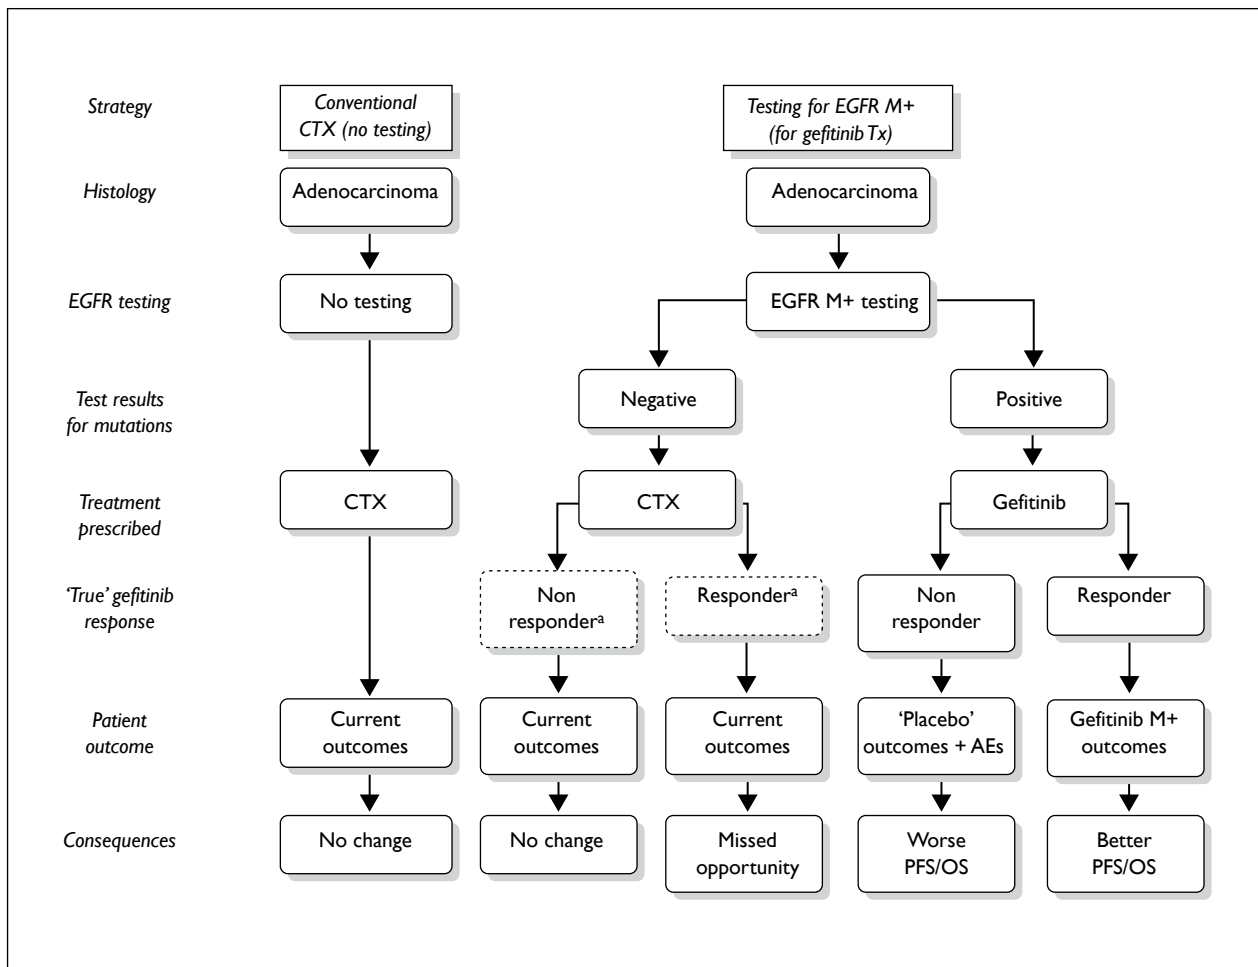 Strategy
Conventional
CTX (no testing)
Testing for EGFR M+
(for gefitinib Tx)
Histology
Adenocarcinoma
Adenocarcinoma
EGFR testing
No testing
EGFR M+ testing
Test results
for mutations
Negative
Positive
Treatment
prescribed
CTX
CTX
Gefitinib
‘True’ gefitinib
response
Non
responderᵃ
Responderᵃ
Non
responder
Responder
Patient
outcome
Current
outcomes
Current
outcomes
Current
outcomes
‘Placebo’
outcomes + AEs
Gefitinib M+
outcomes
Consequences
No change
No change
Missed
opportunity
Worse
PFS/OS
Better
PFS/OS